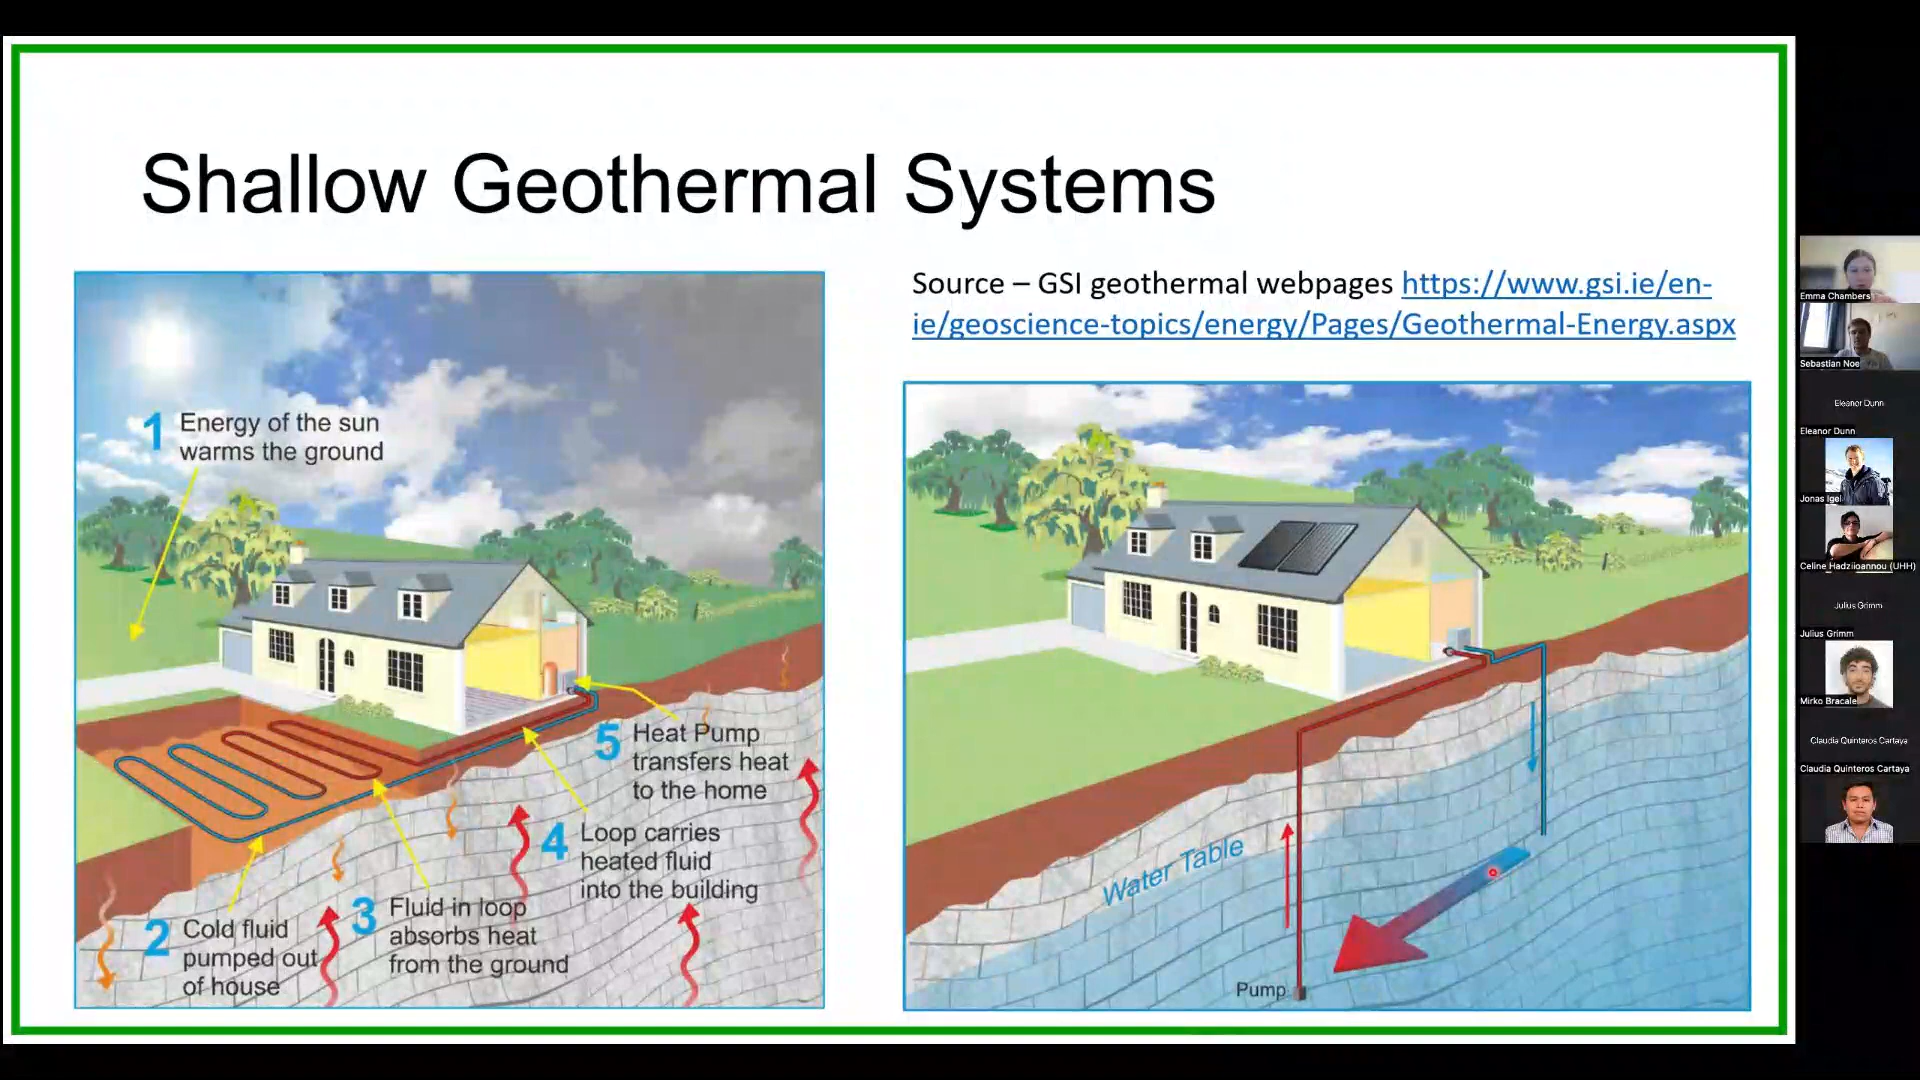 Shallow Geothermal Systems
Source – GSI geothermal webpages https://www.gsi.ie/en-
ie/geoscience-topics/energy/Pages/Geothermal-Energy.aspx
1 Energy of the sun
warms the ground
5 Heat Pump
transfers heat
to the home
4 Loop carries
heated fluid
into the building
3 Fluid in loop
absorbs heat
from the ground
2 Cold fluid
pumped out
of house
Water Table
Pump
Emma Chambers
Sebastian Noe
Eleanor Dunn
Eleanor Dunn
Jonas Igel
Celine Hadziioannou (UHH)
Julius Grimm
Julius Grimm
Mirko Bracale
Claudia Quinteros Cartaya
Claudia Quinteros Cartaya